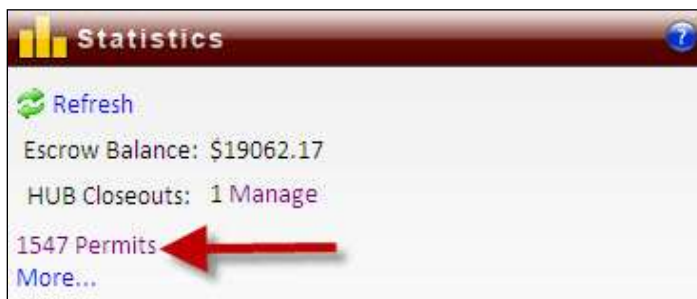 Statistics ?
Refresh
Escrow Balance: $19062.17
HUB Closeouts: 1 Manage
1547 Permits
More...